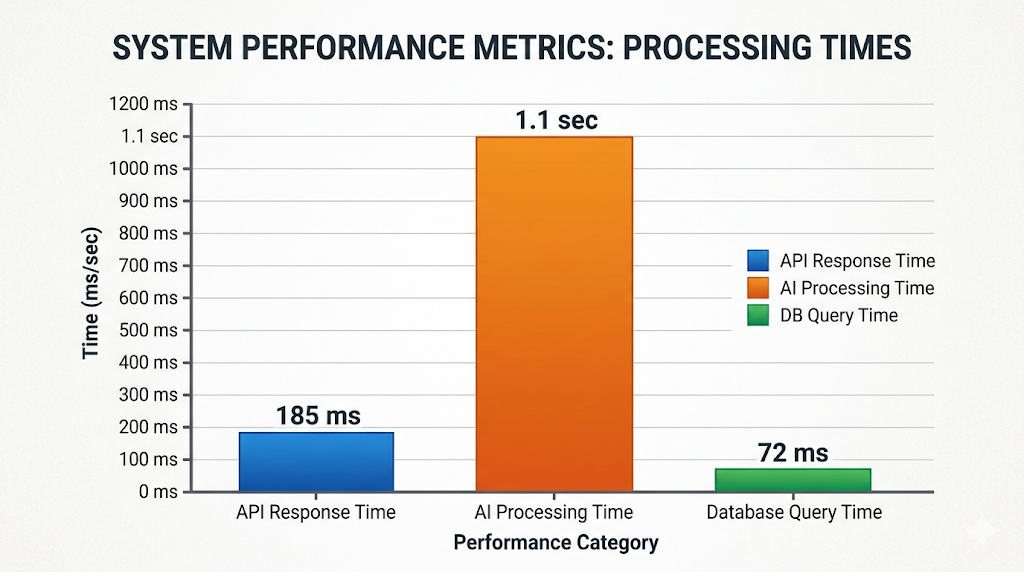 SYSTEM PERFORMANCE METRICS: PROCESSING TIMES
1200 ms
1.1 sec
1000 ms
900 ms
800 ms
700 ms
600 ms
500 ms
400 ms
300 ms
200 ms
100 ms
0 ms
Time (ms/sec)
185 ms
1.1 sec
72 ms
API Response Time
AI Processing Time
DB Query Time
API Response Time
AI Processing Time
Database Query Time
Performance Category